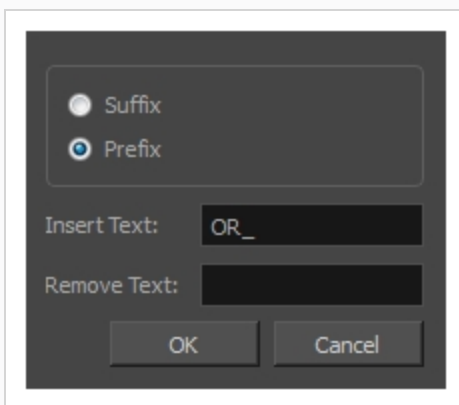 Suffix
Prefix
Insert Text: OR_
Remove Text:
OK Cancel